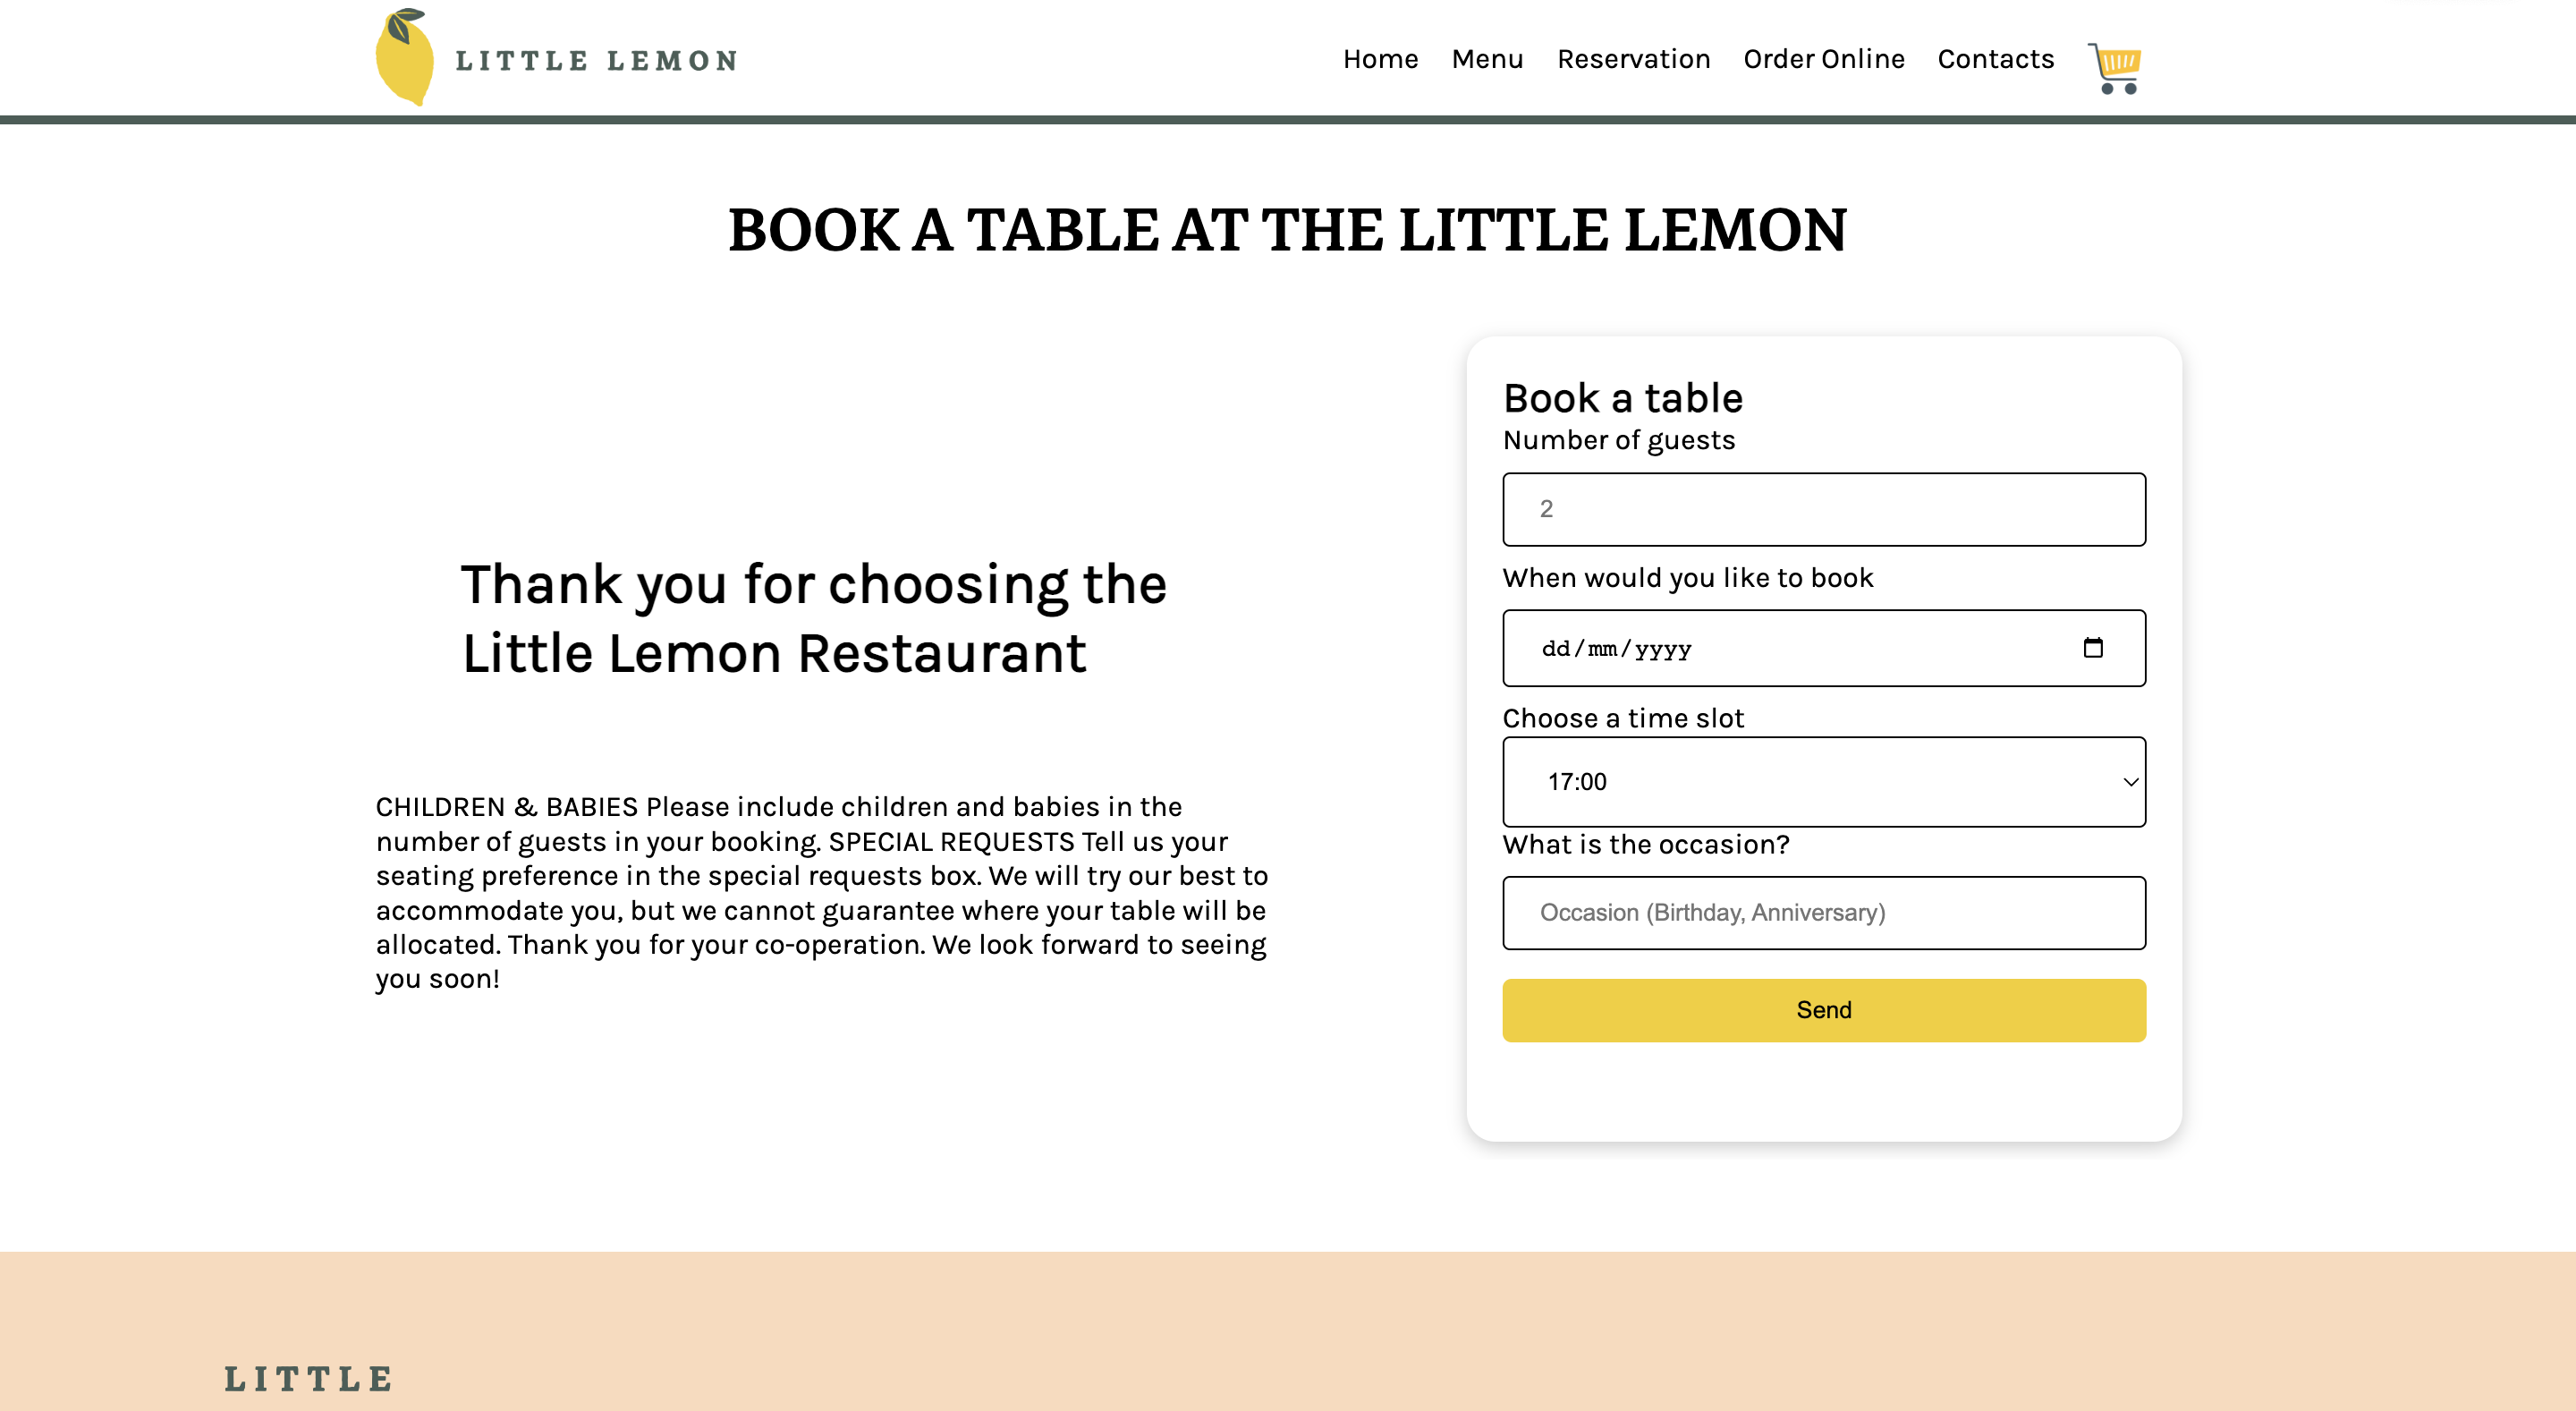 LITTLE LEMON
Home Menu Reservation Order Online Contacts
BOOK A TABLE AT THE LITTLE LEMON
Thank you for choosing the
Little Lemon Restaurant
CHILDREN & BABIES Please include children and babies in the
number of guests in your booking. SPECIAL REQUESTS Tell us your
seating preference in the special requests box. We will try our best to
accommodate you, but we cannot guarantee where your table will be
allocated. Thank you for your co-operation. We look forward to seeing
you soon!
Book a table
Number of guests
2
When would you like to book
dd/mm/yyyy
Choose a time slot
17:00
What is the occasion?
Occasion (Birthday, Anniversary)
Send
LITTLE